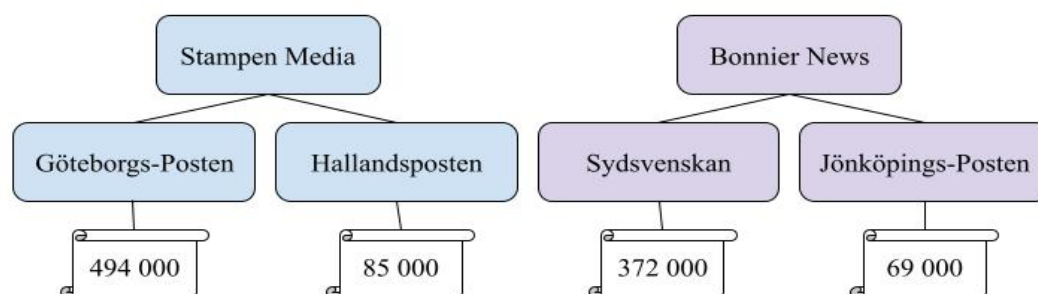 Stampen Media
Bonnier News
Göteborgs-Posten
Hallandsposten
Sydsvenskan
Jönköpings-Posten
494 000
85 000
372 000
69 000